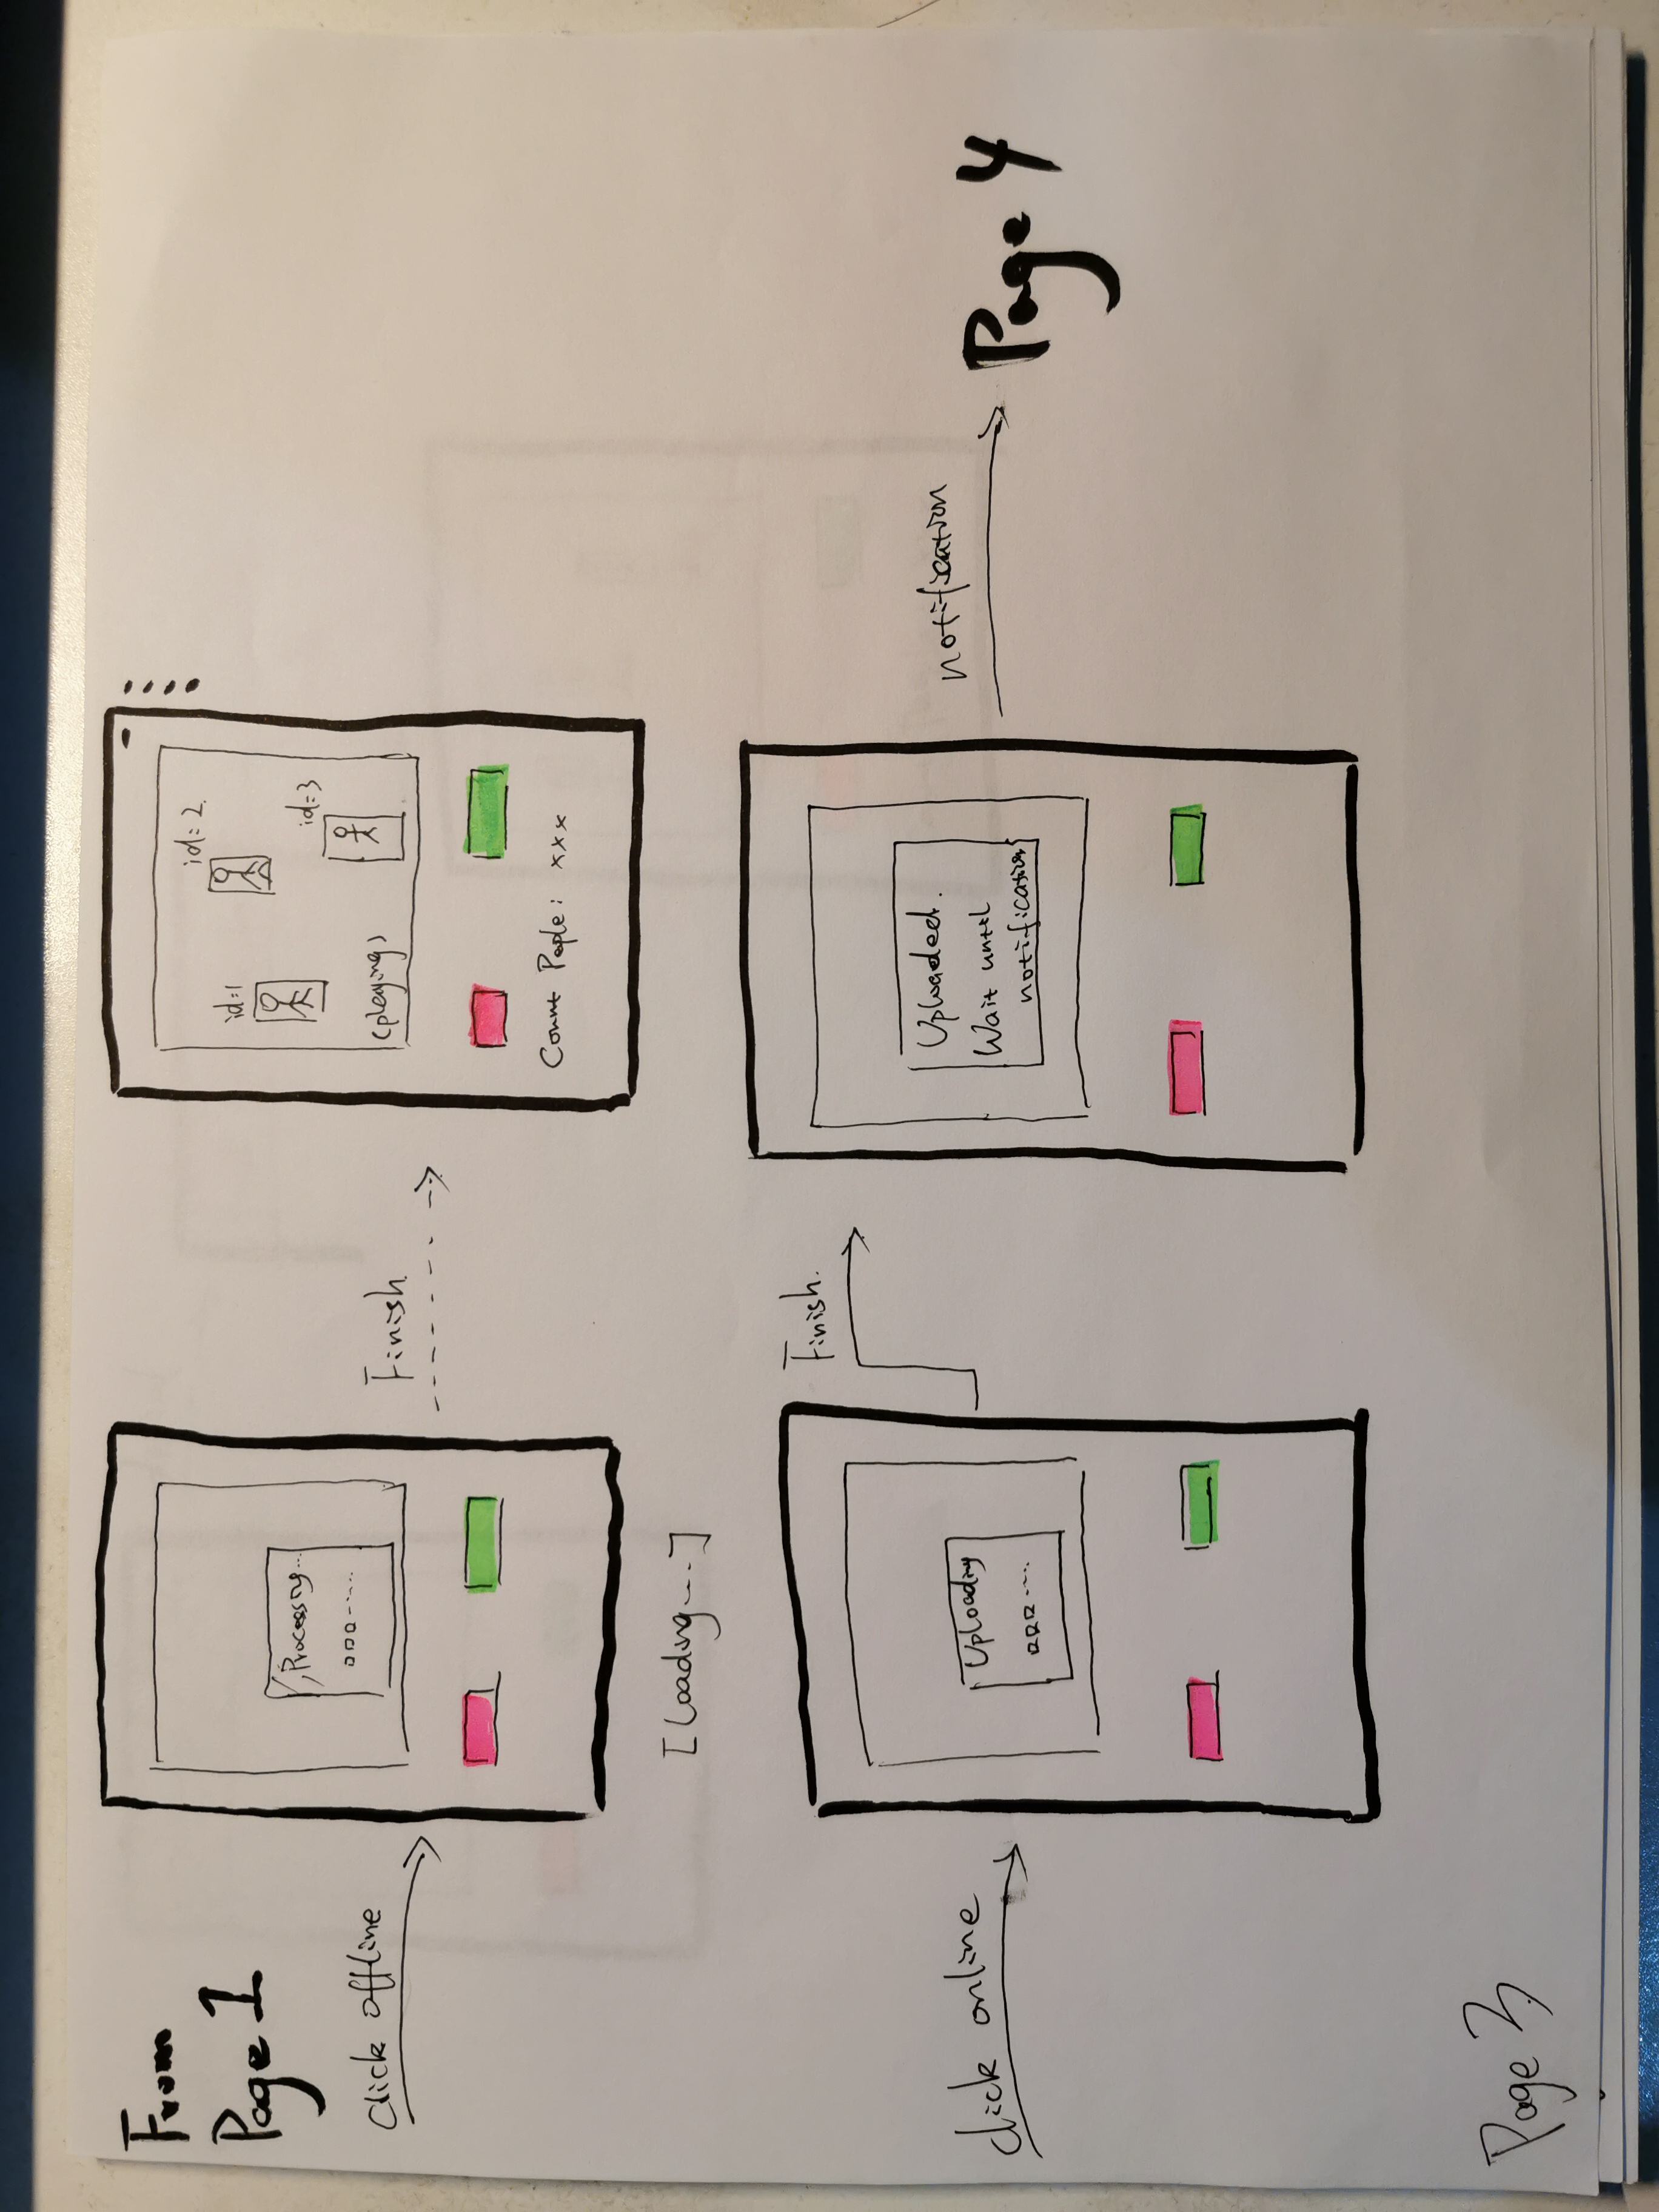 From
Page 1
click offline
Processing...
[Loading...]
Finish.
id=1
id=2.
id=3
(playing)
Count People: xxx
click online
Uploading
Finish.
Uploaded.
Wait until
notification
notification
Page 4
Page 3